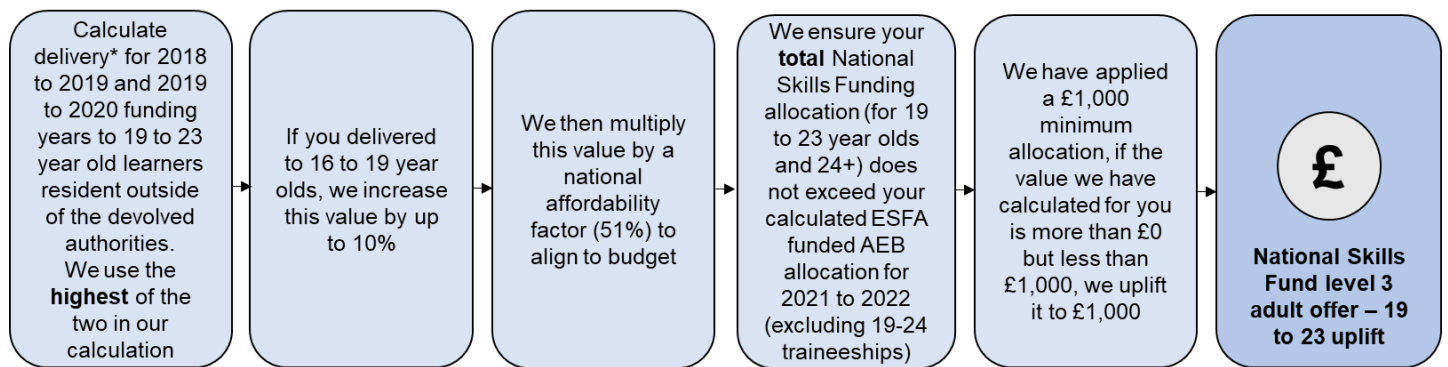 Calculate
delivery* for 2018
to 2019 and 2019
to 2020 funding
years to 19 to 23
year old learners
resident outside
of the devolved
authorities.
We use the
highest of the
two in our
calculation
If you delivered
to 16 to 19 year
olds, we increase
this value by up
to 10%
We then multiply
this value by a
national
affordability
factor (51%) to
align to budget
We ensure your
total National
Skills Funding
allocation (for 19
to 23 year olds
and 24+) does
not exceed your
calculated ESFA
funded AEB
allocation for
2021 to 2022
(excluding 19-24
traineeships)
We have applied
a £1,000
minimum
allocation, if the
value we have
calculated for you
is more than £0
but less than
£1,000, we uplift
it to £1,000
£
National Skills
Fund level 3
adult offer – 19
to 23 uplift